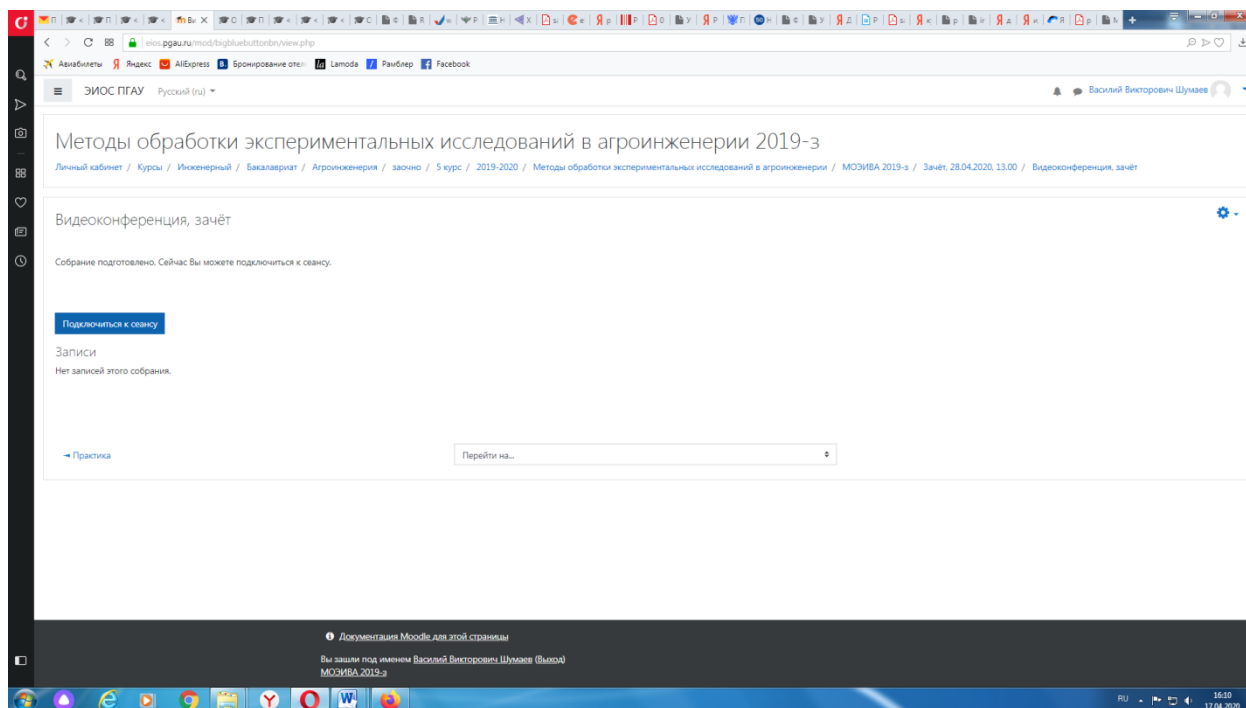 eios.pgau.ru/mod/bigbluebuttonbn/view.php
Авиабилеты Яндекс AliExpress Бронирование отел Lamoda Рамблер Facebook
ЭИОС ПГАУ Русский (ru) Василий Викторович Шумаев
Методы обработки экспериментальных исследований в агроинженерии 2019-з
Личный кабинет / Курсы / Инженерный / Бакалавриат / Агроинженерия / заочно / 5 курс / 2019-2020 / Методы обработки экспериментальных исследований в агроинженерии / МОЭИВА 2019-з / Зачёт, 28.04.2020, 13.00 / Видеоконференция, зачёт
Видеоконференция, зачёт
Собрание подготовлено. Сейчас Вы можете подключиться к сеансу.
Подключиться к сеансу
Записи
Нет записей этого собрания.
Практика Перейти на...
Документация Moodle для этой страницы
Вы зашли под именем Василий Викторович Шумаев (Выход)
МОЭИВА 2019-з
RU 16:10
17.04.2020